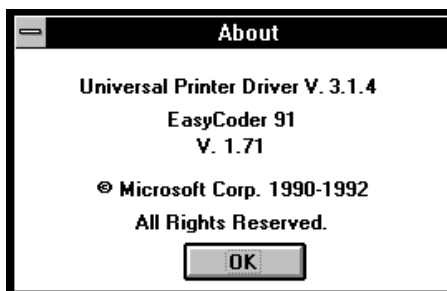 About
Universal Printer Driver V. 3.1.4
EasyCoder 91
V. 1.71
© Microsoft Corp. 1990-1992
All Rights Reserved.
OK